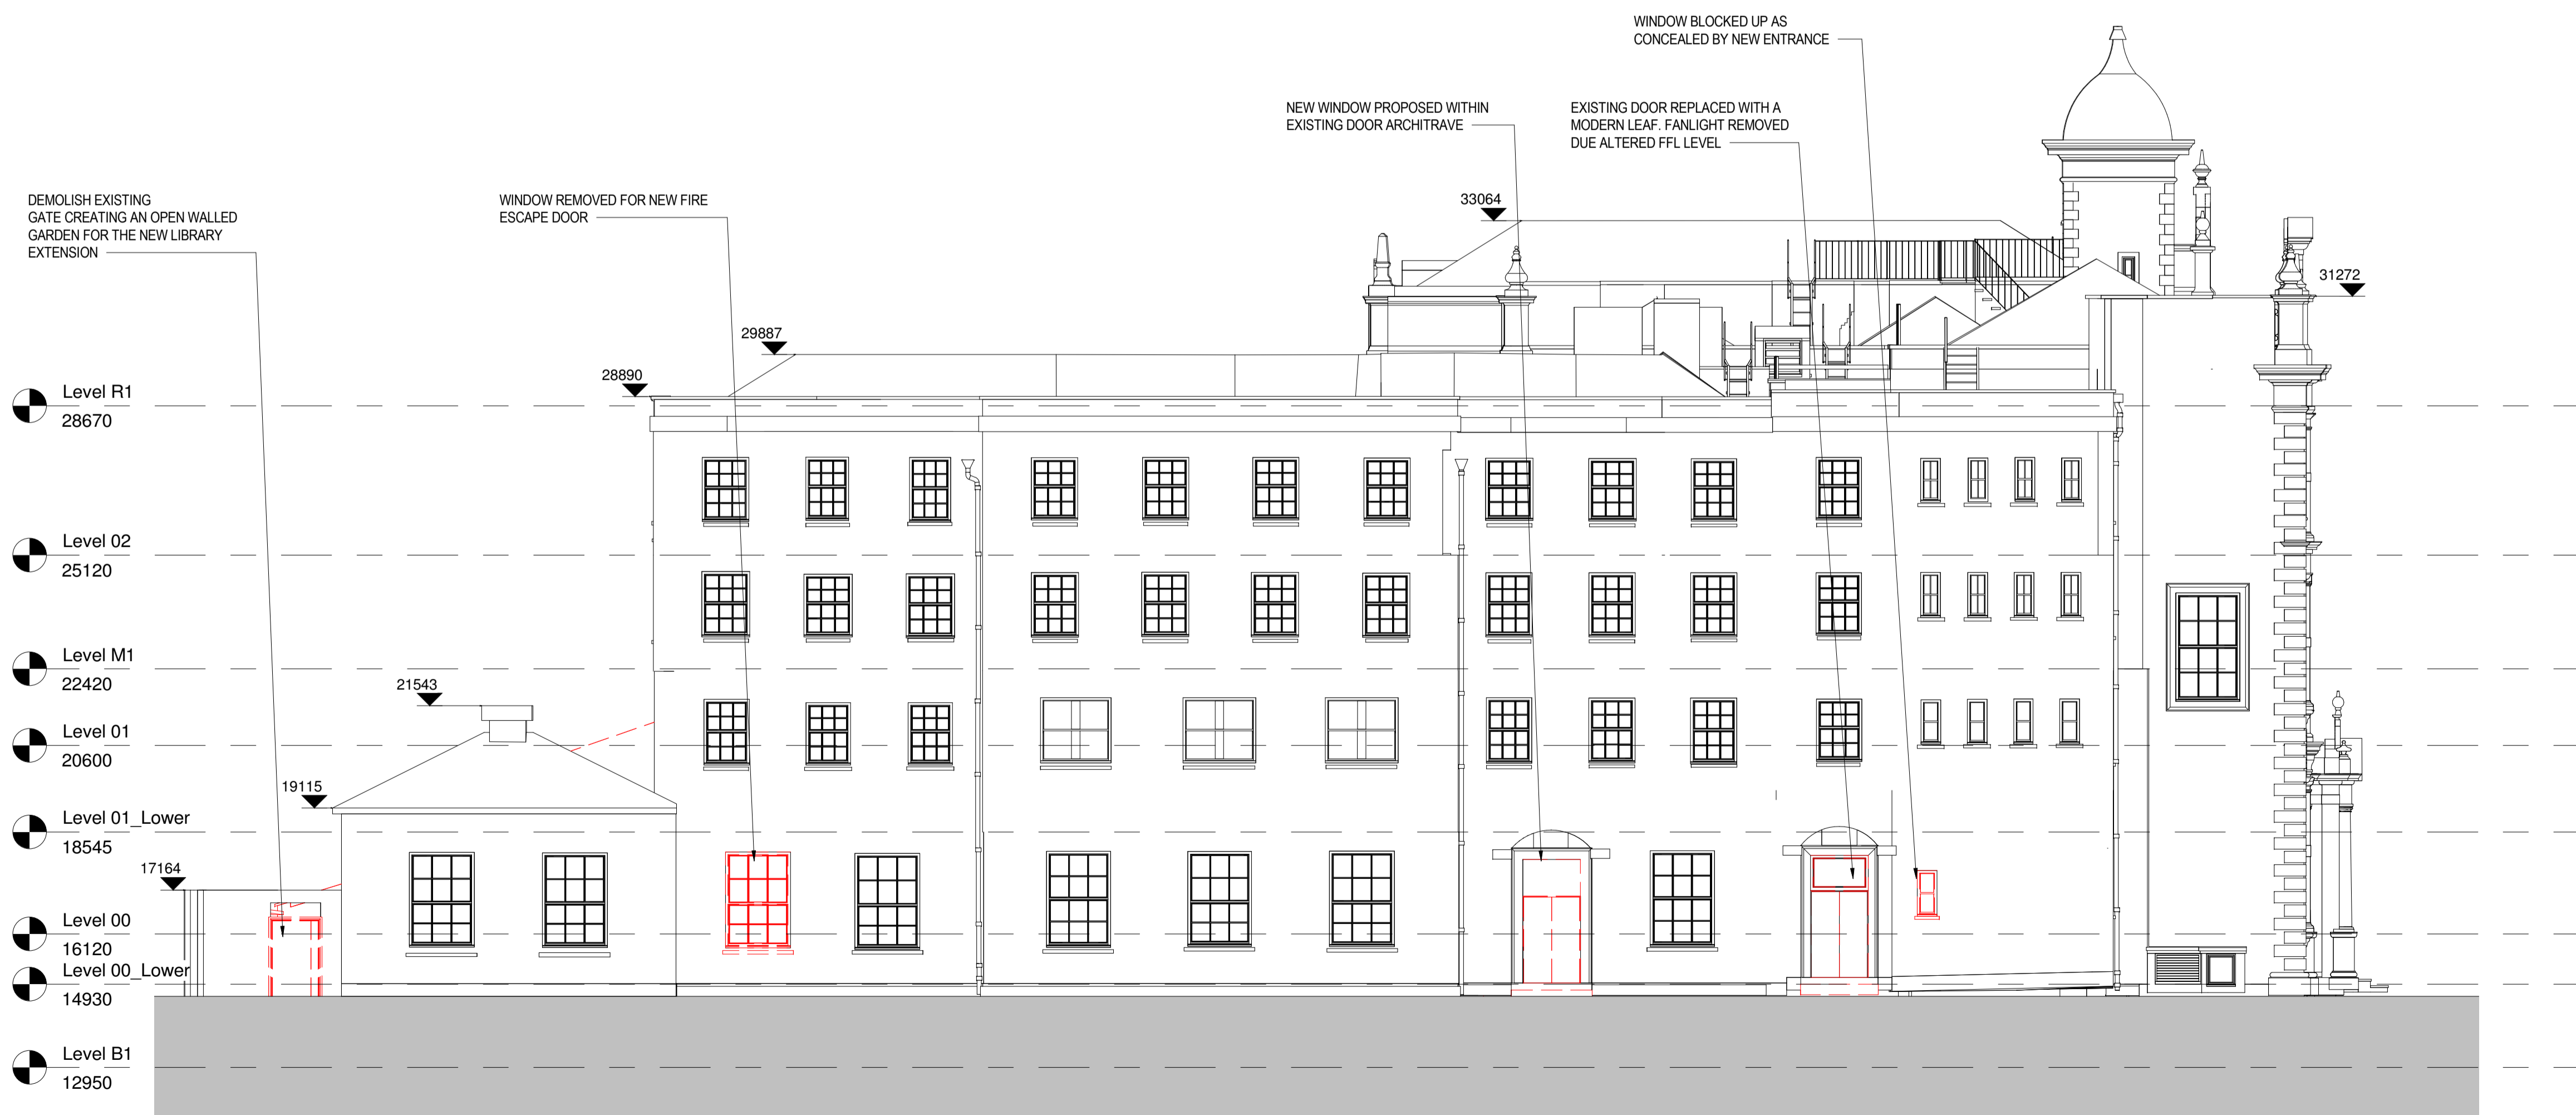 WINDOW BLOCKED UP AS
CONCEALED BY NEW ENTRANCE
NEW WINDOW PROPOSED WITHIN
EXISTING DOOR ARCHITRAVE
EXISTING DOOR REPLACED WITH A
MODERN LEAF. FANLIGHT REMOVED
DUE ALTERED FFL LEVEL
DEMOLISH EXISTING
GATE CREATING AN OPEN WALLED
GARDEN FOR THE NEW LIBRARY
EXTENSION
WINDOW REMOVED FOR NEW FIRE
ESCAPE DOOR
33064
31272
29887
28890
Level R1
28670
Level 02
25120
Level M1
22420
21543
Level 01
20600
19115
Level 01_Lower
18545
17164
Level 00
16120
Level 00_Lower
14930
Level B1
12950